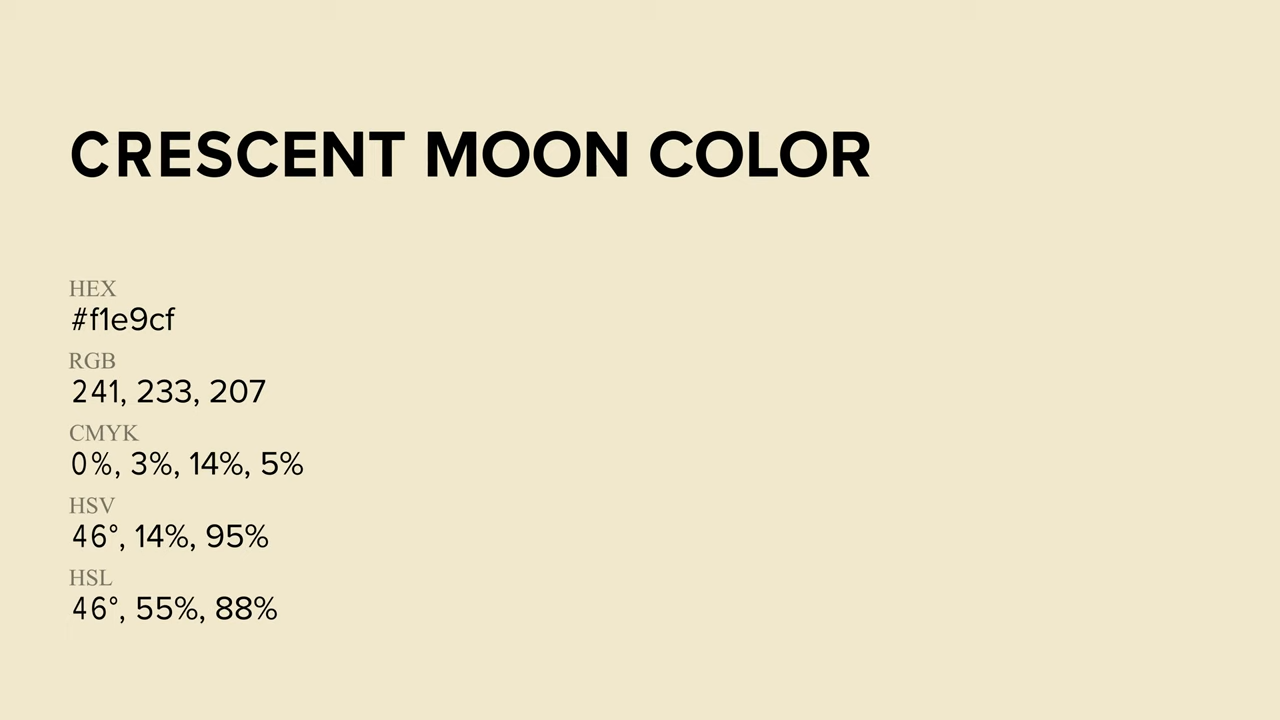 CRESCENT MOON COLOR
HEX
#f1e9cf
RGB
241, 233, 207
CMYK
0%, 3%, 14%, 5%
HSV
46°, 14%, 95%
HSL
46°, 55%, 88%